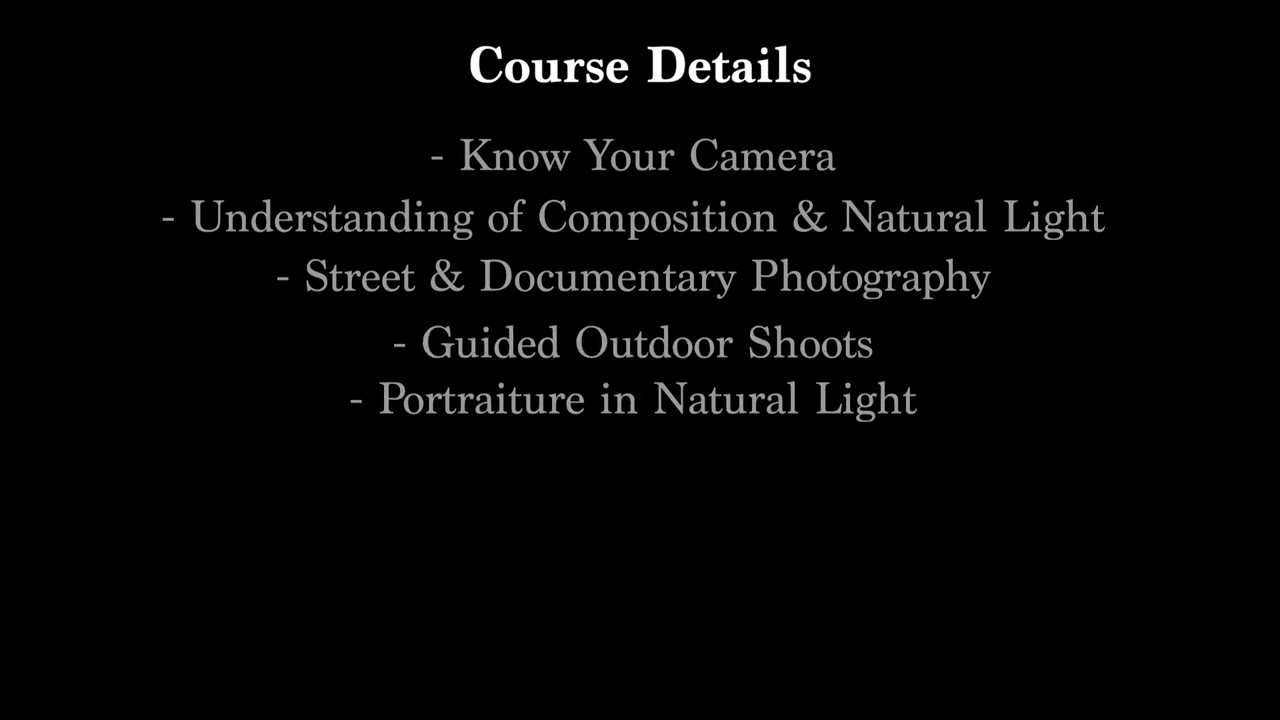 Course Details
- Know Your Camera
- Understanding of Composition & Natural Light
- Street & Documentary Photography
- Guided Outdoor Shoots
- Portraiture in Natural Light